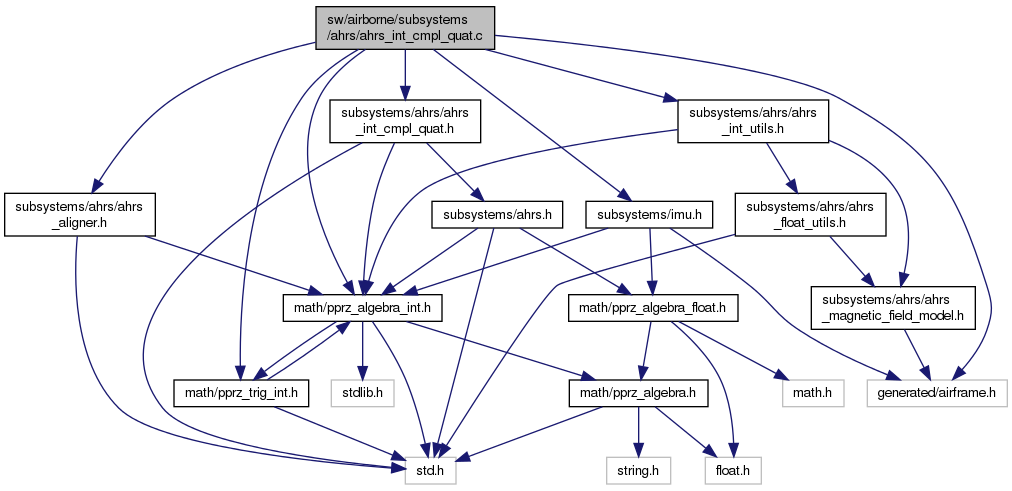 sw/airborne/subsystems
/ahrs/ahrs_int_cmpl_quat.c
subsystems/ahrs/ahrs
_int_cmpl_quat.h
subsystems/ahrs/ahrs
_int_utils.h
subsystems/ahrs/ahrs
_aligner.h
subsystems/ahrs.h
subsystems/imu.h
subsystems/ahrs/ahrs
_float_utils.h
math/pprz_algebra_int.h
math/pprz_algebra_float.h
subsystems/ahrs/ahrs
_magnetic_field_model.h
math/pprz_trig_int.h
stdlib.h
math/pprz_algebra.h
math.h
generated/airframe.h
std.h
string.h
float.h